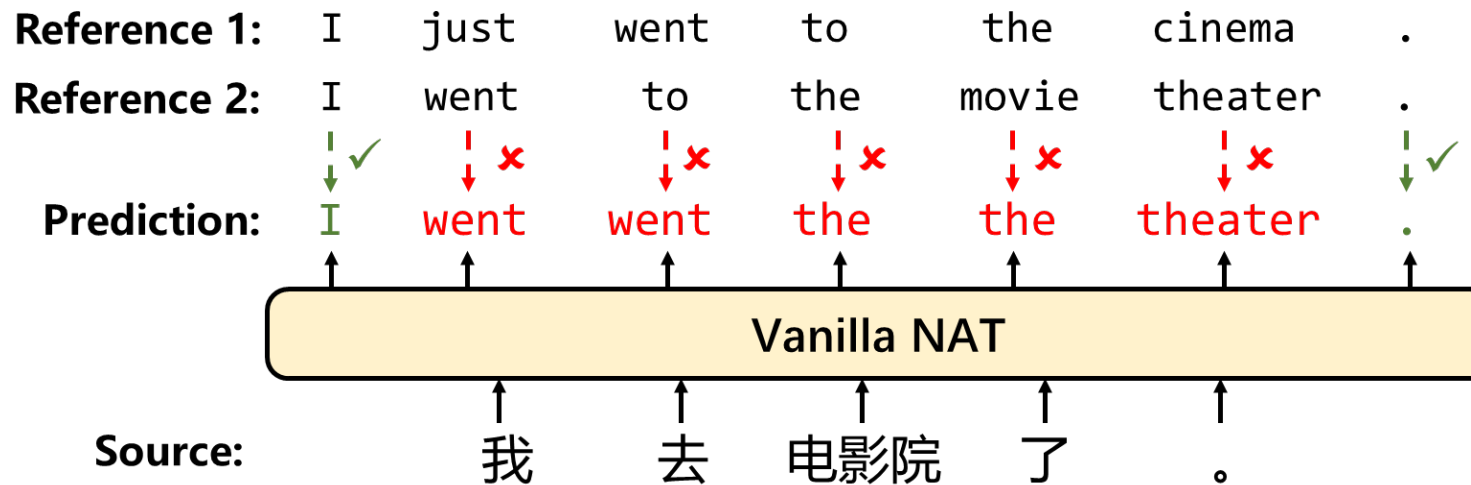 Reference 1: I just went to the cinema .
Reference 2: I went to the movie theater .
✓ ✘ ✘ ✘ ✘ ✘ ✓
Prediction: I went went the the theater .
Vanilla NAT
Source: 我 去 电影院 了 。